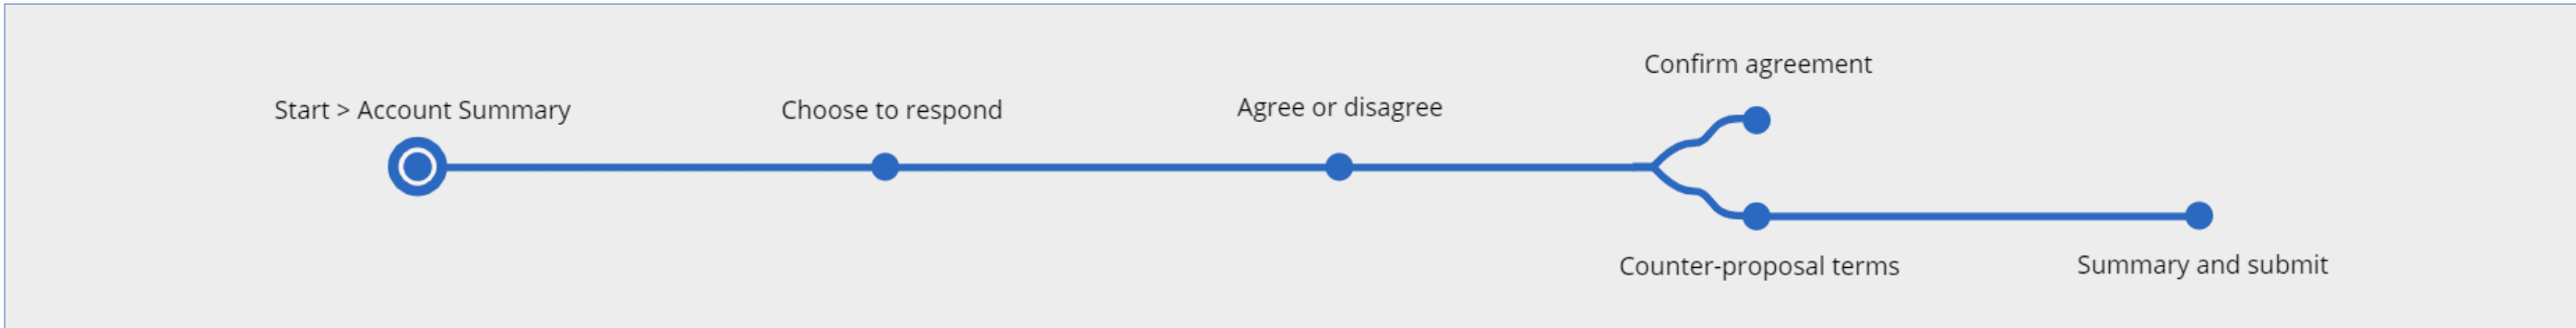 Start > Account Summary
Choose to respond
Agree or disagree
Confirm agreement
Counter-proposal terms
Summary and submit